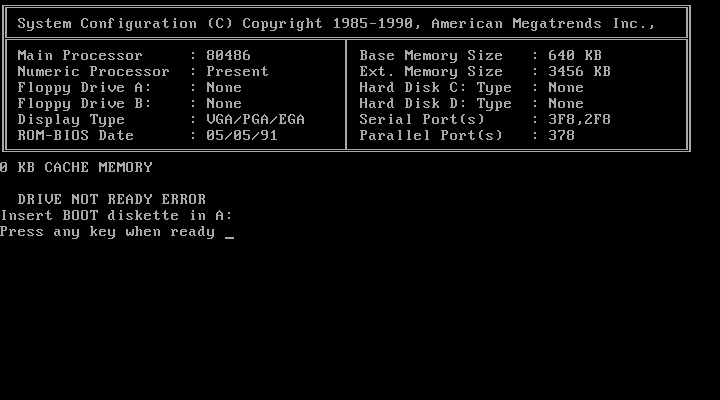 System Configuration (C) Copyright 1985-1990, American Megatrends Inc.,
Main Processor : 80486 Base Memory Size : 640 KB
Numeric Processor : Present Ext. Memory Size : 3456 KB
Floppy Drive A: : None Hard Disk C: Type : None
Floppy Drive B: : None Hard Disk D: Type : None
Display Type : VGA/PGA/EGA Serial Port(s) : 3F8,2F8
ROM-BIOS Date : 05/05/91 Parallel Port(s) : 378
0 KB CACHE MEMORY
DRIVE NOT READY ERROR
Insert BOOT diskette in A:
Press any key when ready _